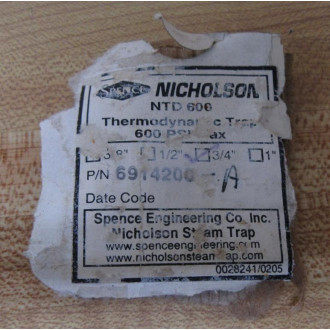 SPENCE NICHOLSON
NTD 600
Thermodynamic Trap
600 PSI Max
3/8" 1/2" 3/4" 1"
P/N 6914200-A
Date Code
Spence Engineering Co. Inc.
Nicholson Steam Trap
www.spenceengineering.com
www.nicholsonsteamtrap.com
0028241/0205